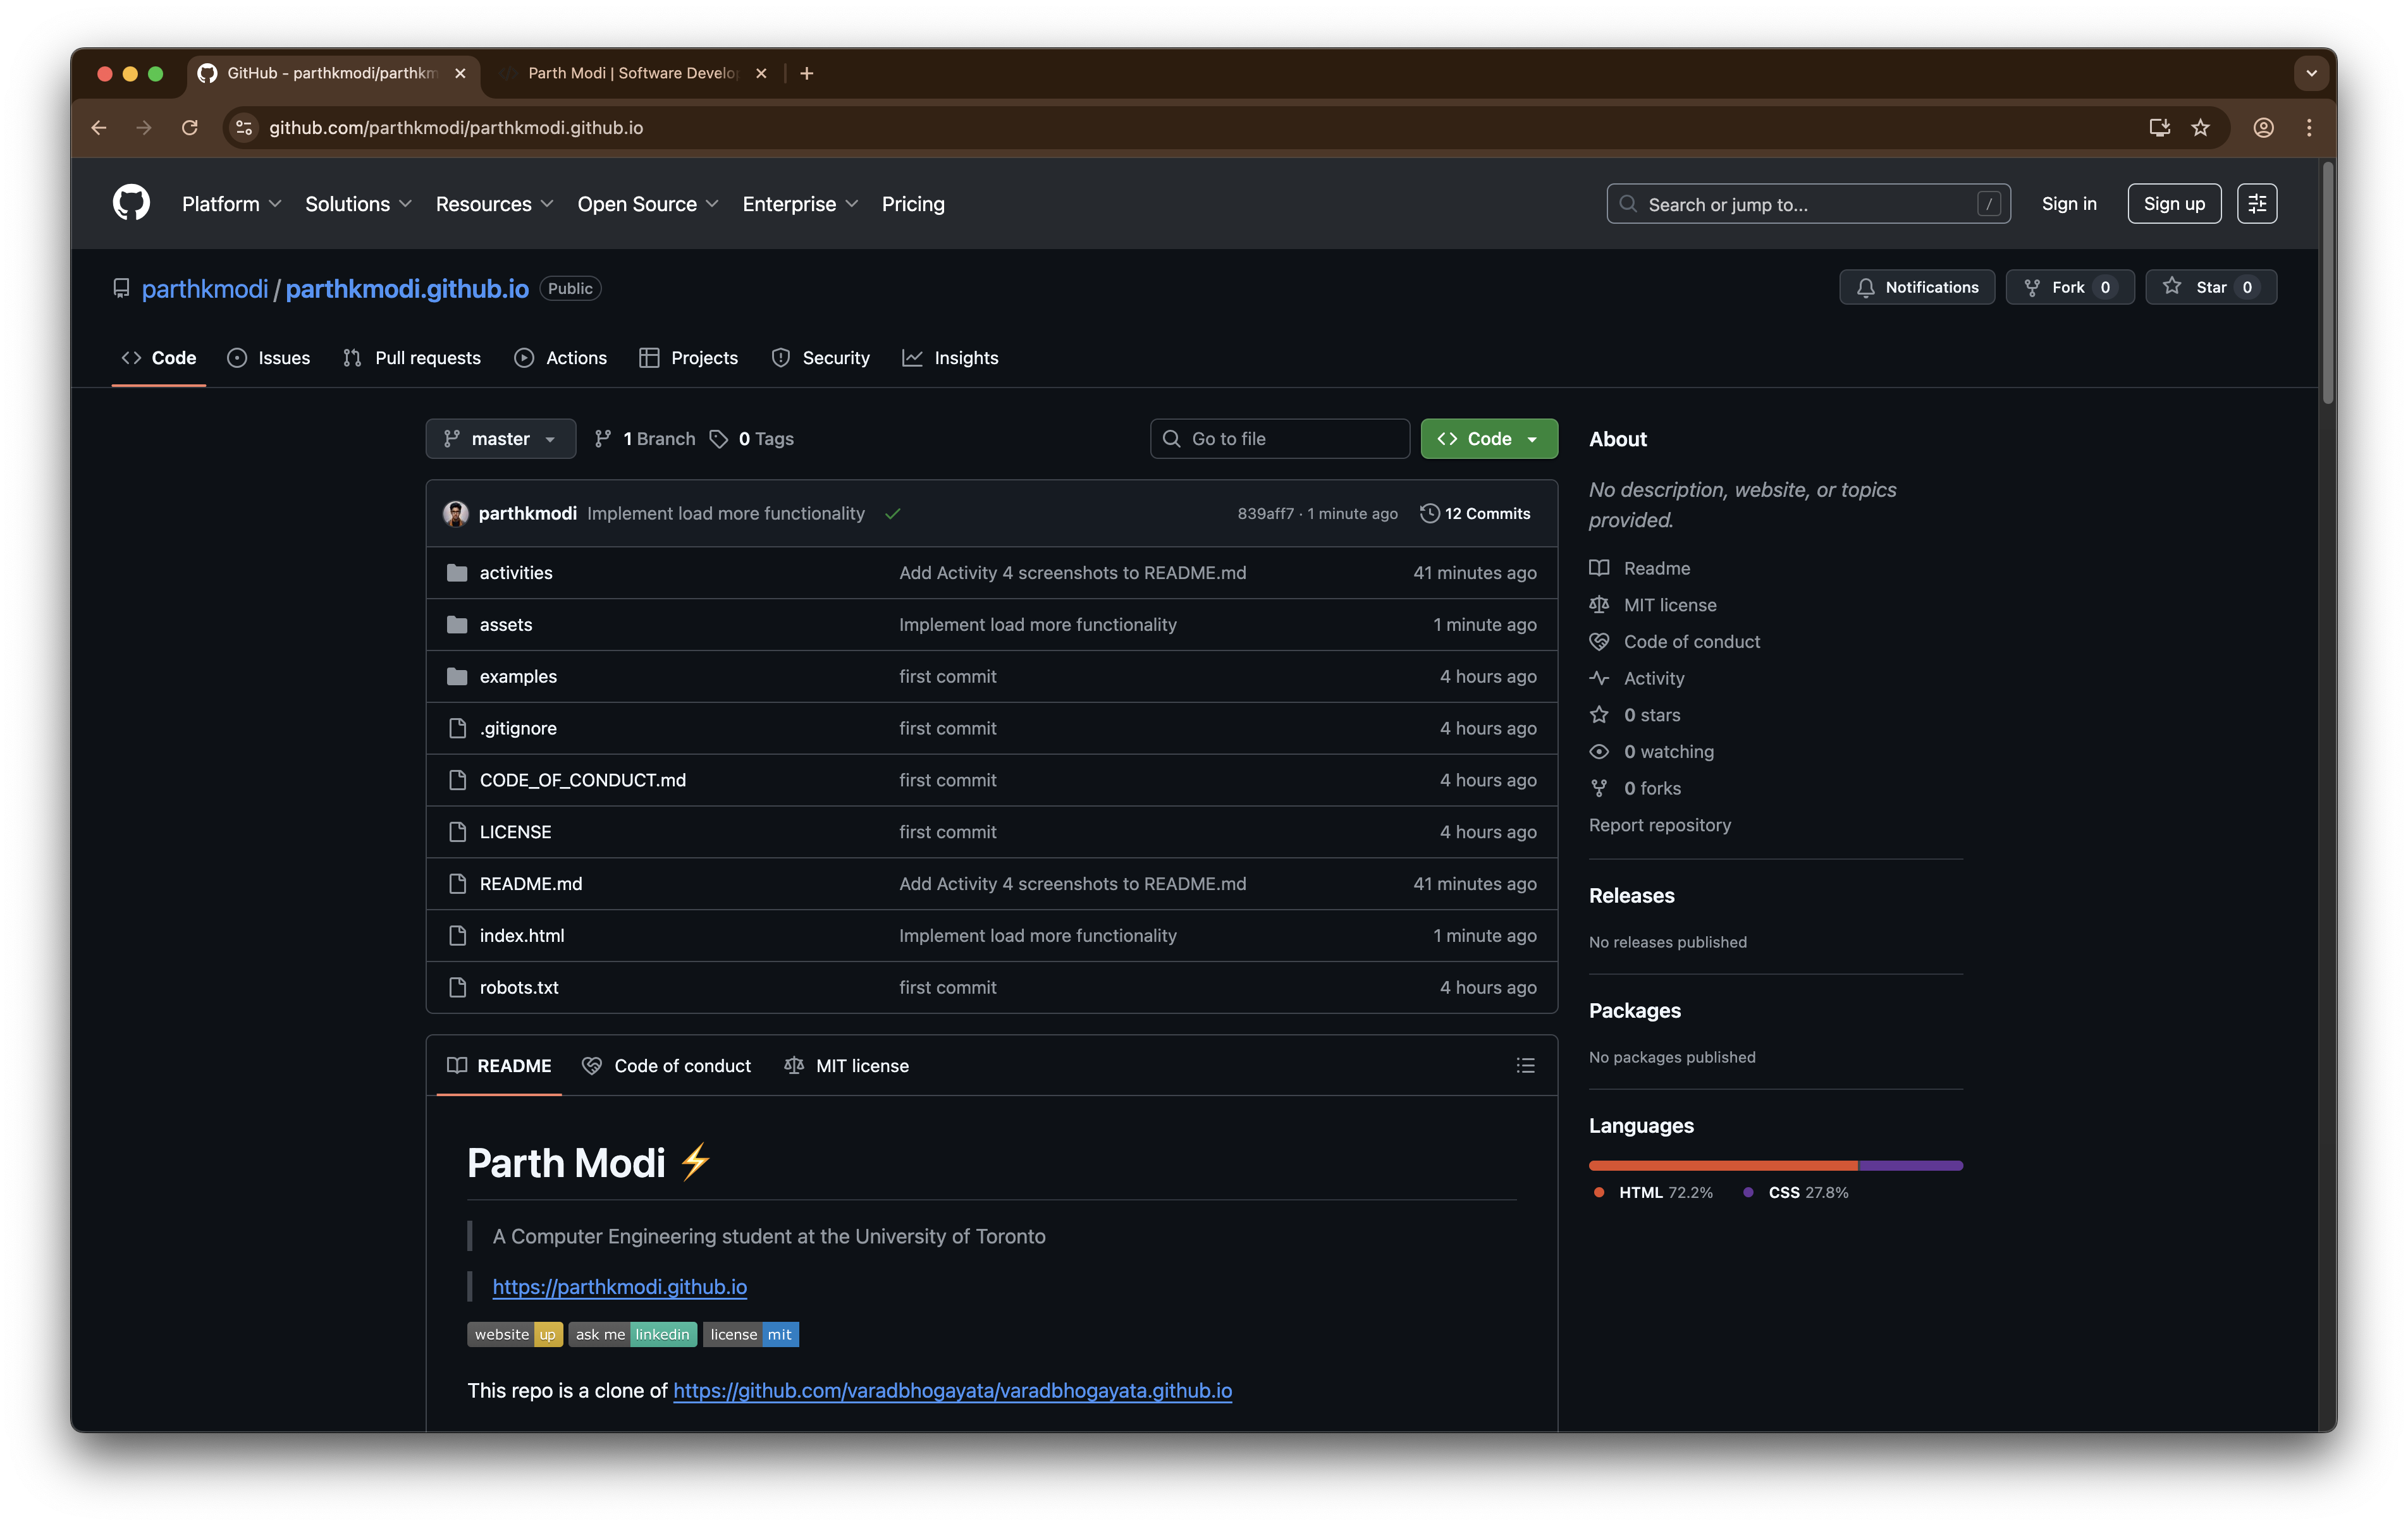 GitHub - parthkmodi/parthkm
Parth Modi | Software Develop
github.com/parthkmodi/parthkmodi.github.io
Platform Solutions Resources Open Source Enterprise Pricing
Search or jump to... /
Sign in
Sign up
parthkmodi / parthkmodi.github.io Public
Notifications
Fork 0
Star 0
Code Issues Pull requests Actions Projects Security Insights
master 1 Branch 0 Tags
Go to file
Code
parthkmodi Implement load more functionality 839aff7 · 1 minute ago 12 Commits
activities Add Activity 4 screenshots to README.md 41 minutes ago
assets Implement load more functionality 1 minute ago
examples first commit 4 hours ago
.gitignore first commit 4 hours ago
CODE_OF_CONDUCT.md first commit 4 hours ago
LICENSE first commit 4 hours ago
README.md Add Activity 4 screenshots to README.md 41 minutes ago
index.html Implement load more functionality 1 minute ago
robots.txt first commit 4 hours ago
README Code of conduct MIT license
Parth Modi ⚡
A Computer Engineering student at the University of Toronto
https://parthkmodi.github.io
website up ask me linkedin license mit
This repo is a clone of https://github.com/varadbhogayata/varadbhogayata.github.io
About
No description, website, or topics
provided.
Readme
MIT license
Code of conduct
Activity
0 stars
0 watching
0 forks
Report repository
Releases
No releases published
Packages
No packages published
Languages
HTML 72.2% CSS 27.8%